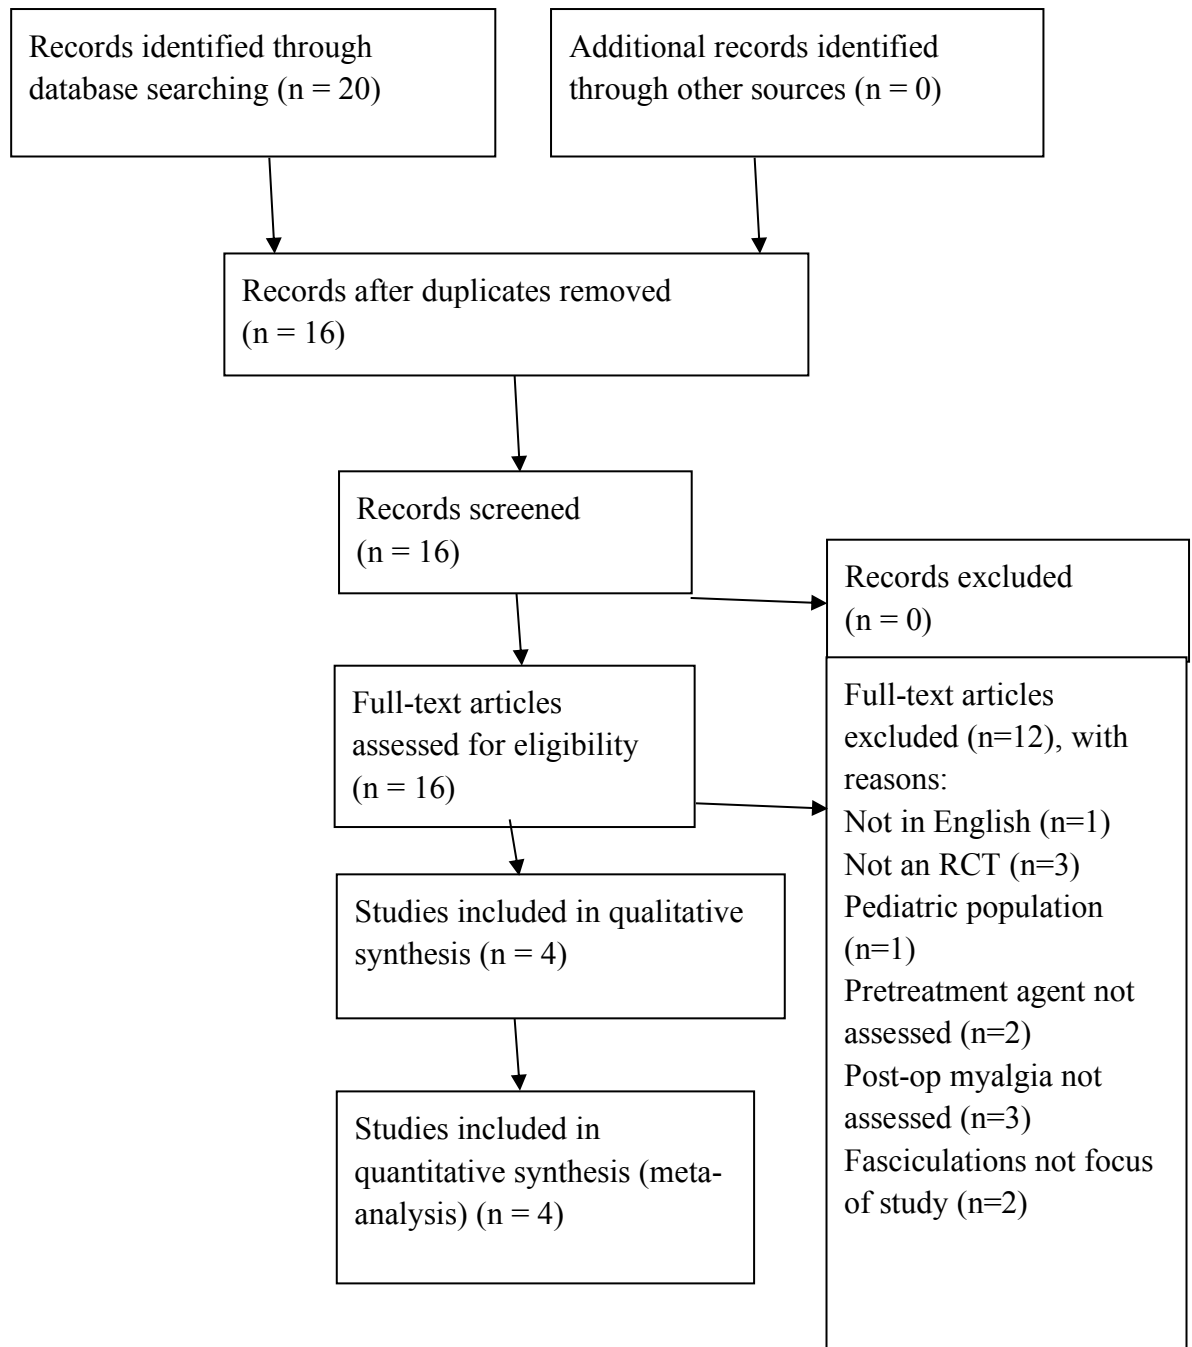 Records identified through
database searching (n = 20)
Additional records identified
through other sources (n = 0)
Records after duplicates removed
(n = 16)
Records screened
(n = 16)
Records excluded
(n = 0)
Full-text articles
assessed for eligibility
(n = 16)
Full-text articles
excluded (n=12), with
reasons:
Not in English (n=1)
Not an RCT (n=3)
Pediatric population
(n=1)
Pretreatment agent not
assessed (n=2)
Post-op myalgia not
assessed (n=3)
Fasciculations not focus
of study (n=2)
Studies included in qualitative
synthesis (n = 4)
Studies included in
quantitative synthesis (meta-
analysis) (n = 4)